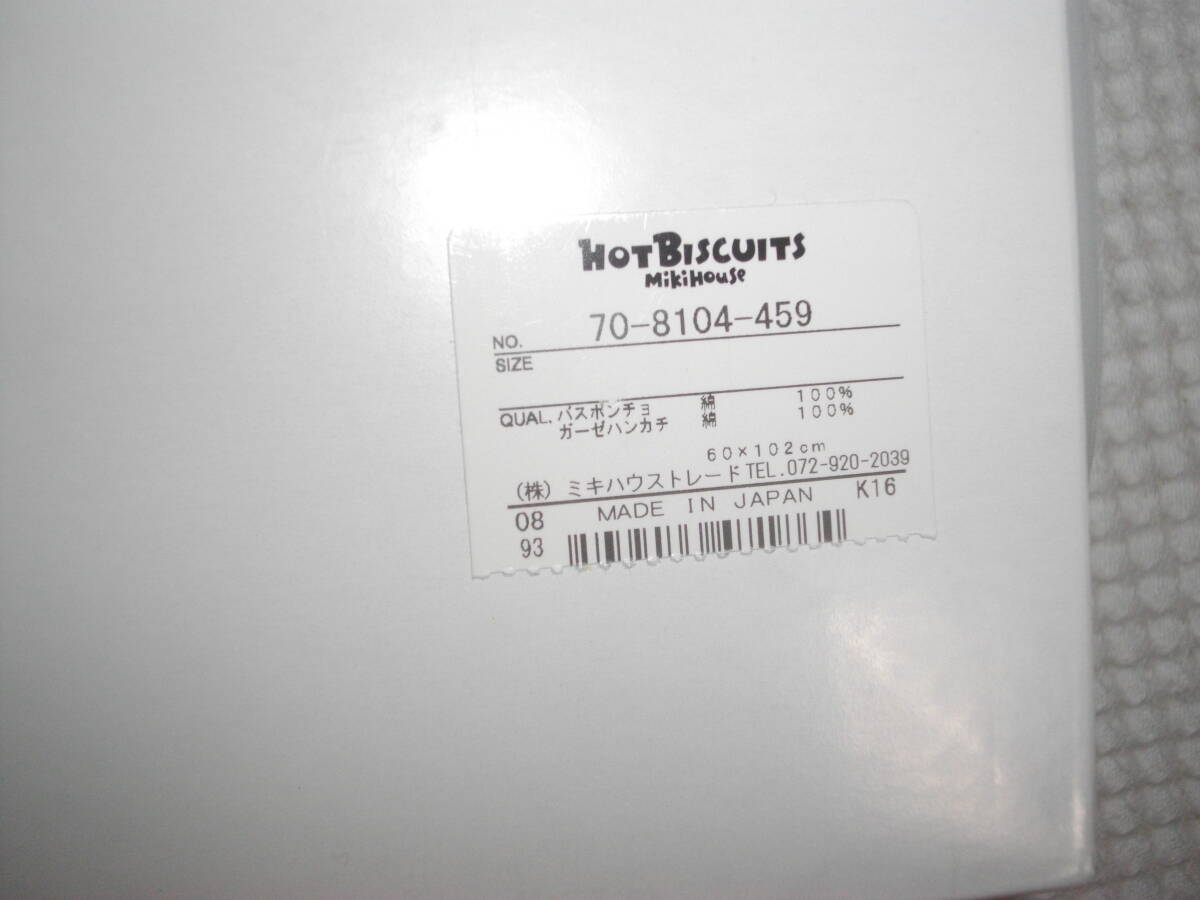 HOTBISCUITS
MikiHouse
NO. 70-8104-459
SIZE
QUAL. バスポンチョ 綿 100%
ガーゼハンカチ 綿 100%
60×102cm
(株) ミキハウストレード TEL.072-920-2039
08 MADE IN JAPAN K16
93